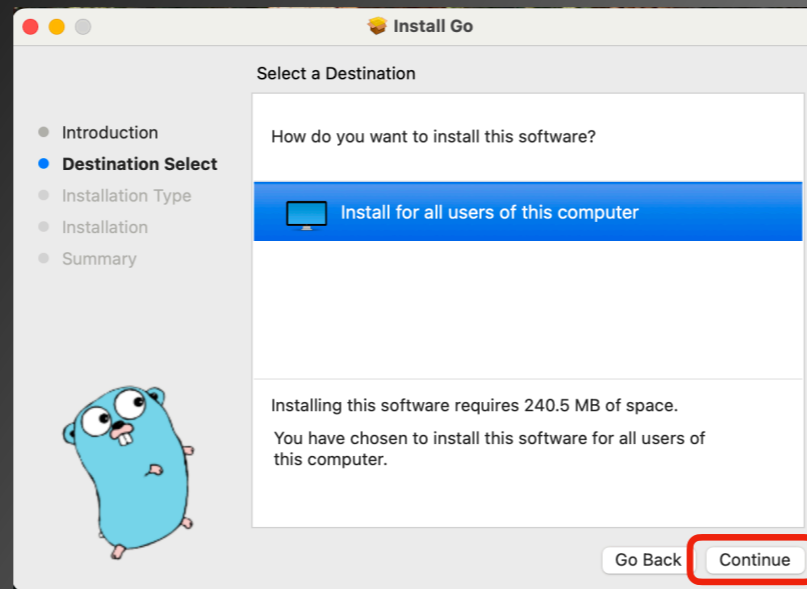 Install Go
Select a Destination
Introduction
Destination Select
Installation Type
Installation
Summary
How do you want to install this software?
Install for all users of this computer
Installing this software requires 240.5 MB of space.
You have chosen to install this software for all users of
this computer.
Go Back
Continue